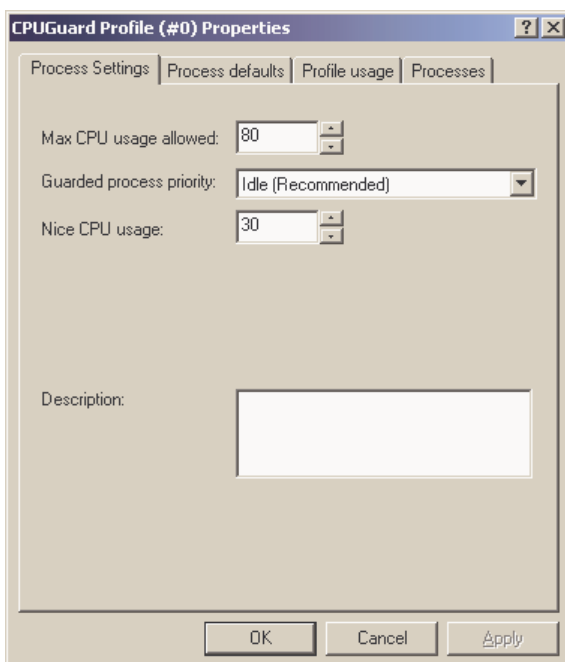 CPUGuard Profile (#0) Properties
Process Settings Process defaults Profile usage Processes
Max CPU usage allowed: 80
Guarded process priority: Idle (Recommended)
Nice CPU usage: 30
Description:
OK Cancel Apply